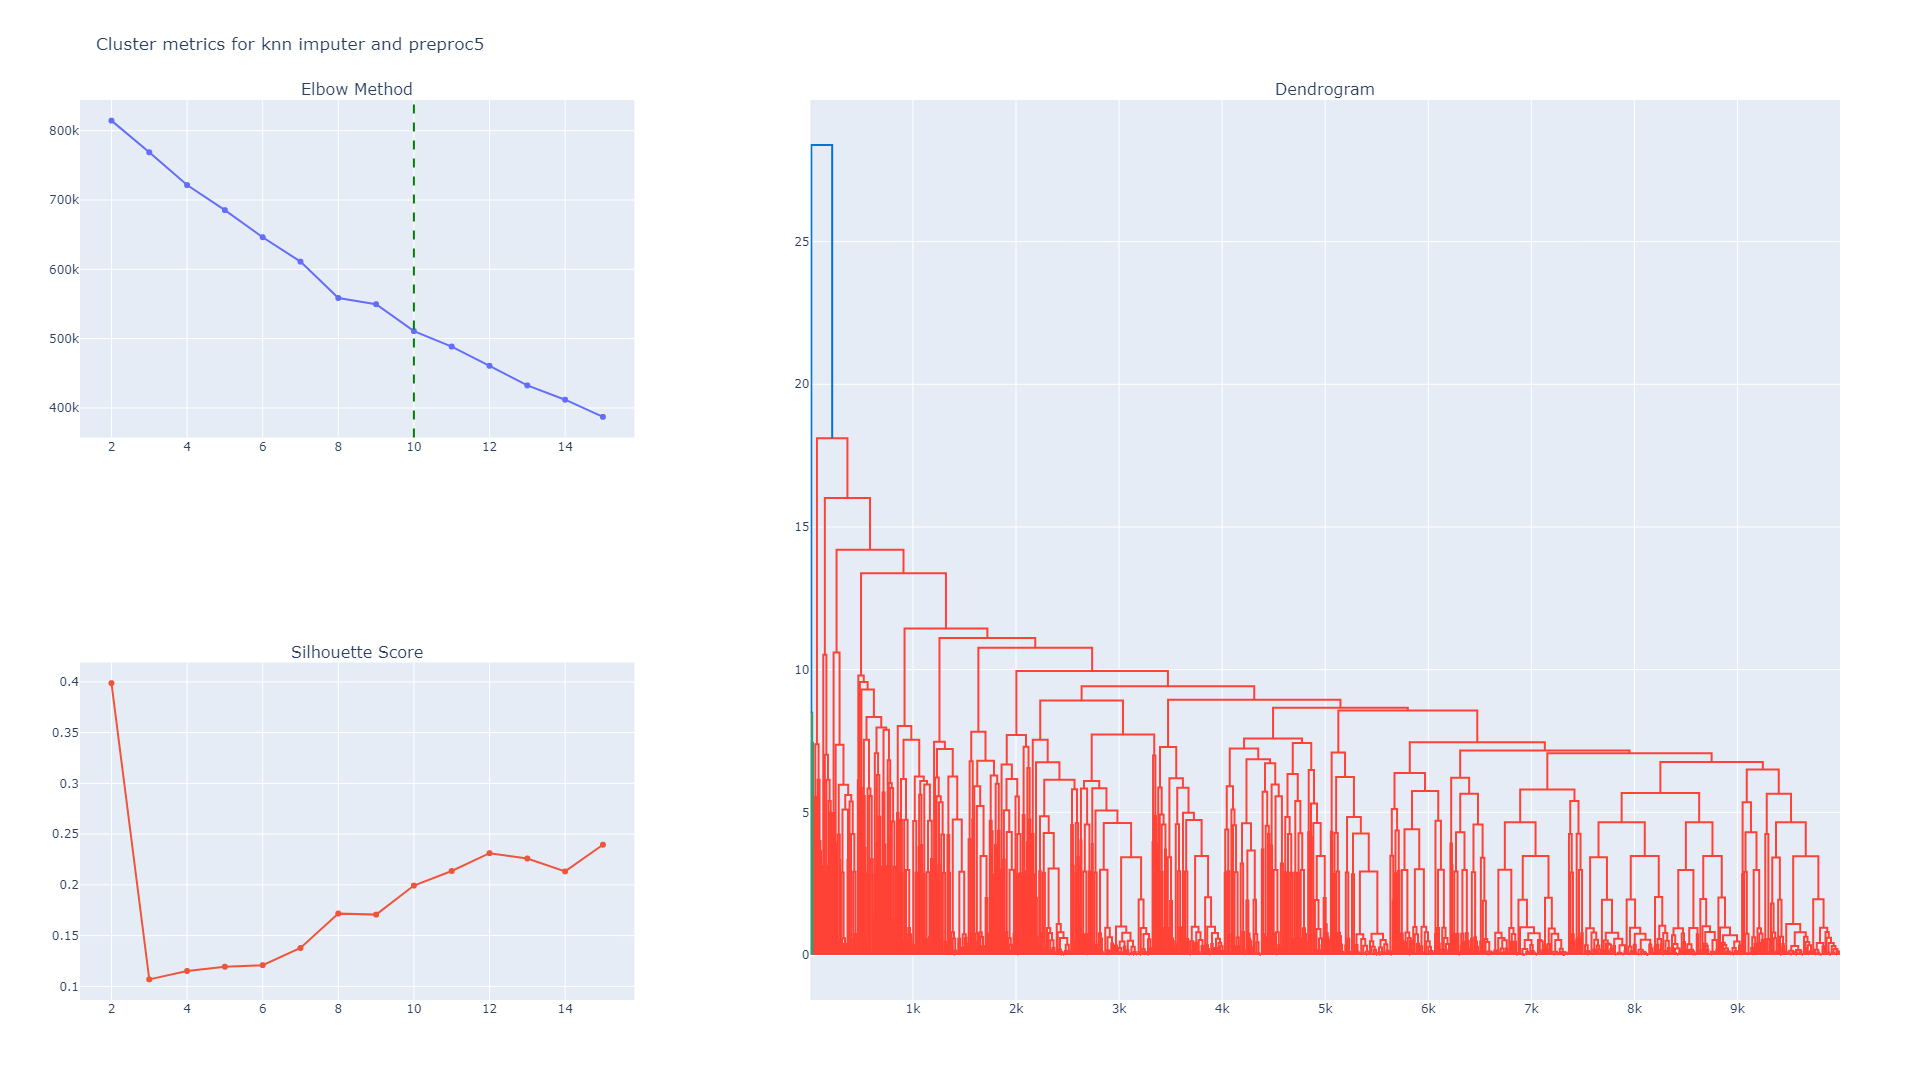 Cluster metrics for knn imputer and preproc5
Elbow Method
800k
700k
600k
500k
400k
2 4 6 8 10 12 14
Silhouette Score
0.4
0.35
0.3
0.25
0.2
0.15
0.1
2 4 6 8 10 12 14
Dendrogram
25
20
15
10
5
0
1k 2k 3k 4k 5k 6k 7k 8k 9k